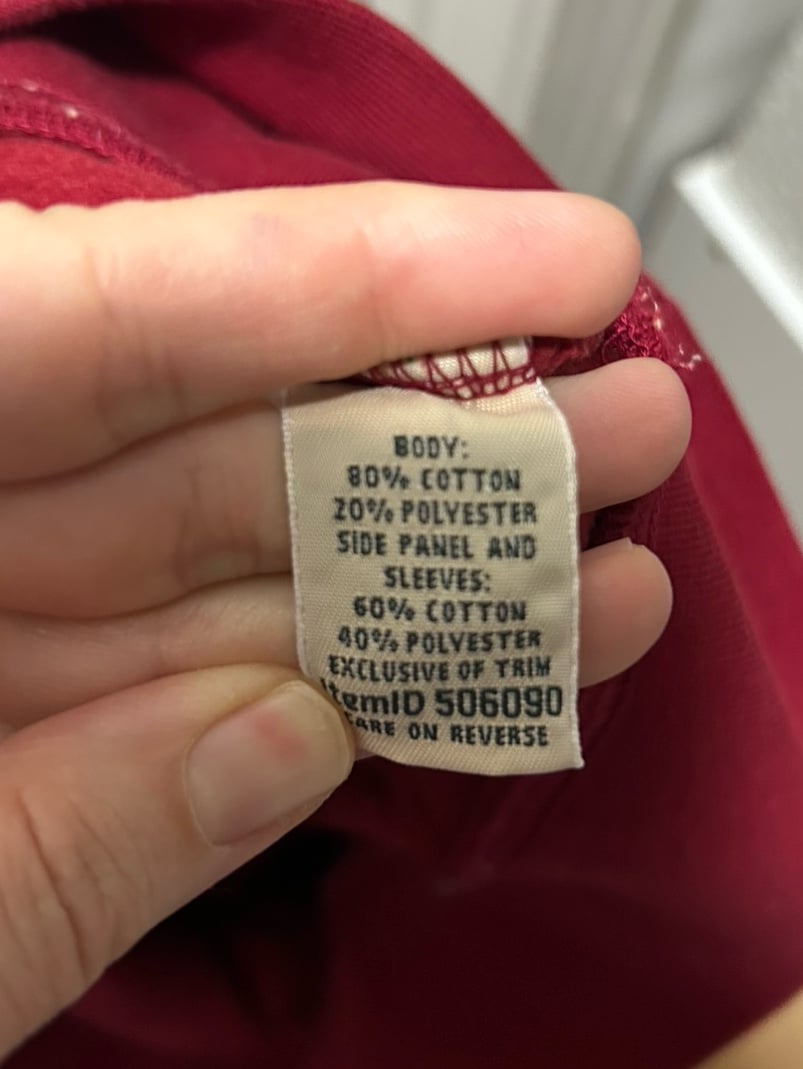 BODY:
80% COTTON
20% POLYESTER
SIDE PANEL AND
SLEEVES:
60% COTTON
40% POLYESTER
EXCLUSIVE OF TRIM
ItemID 506090
CARE ON REVERSE